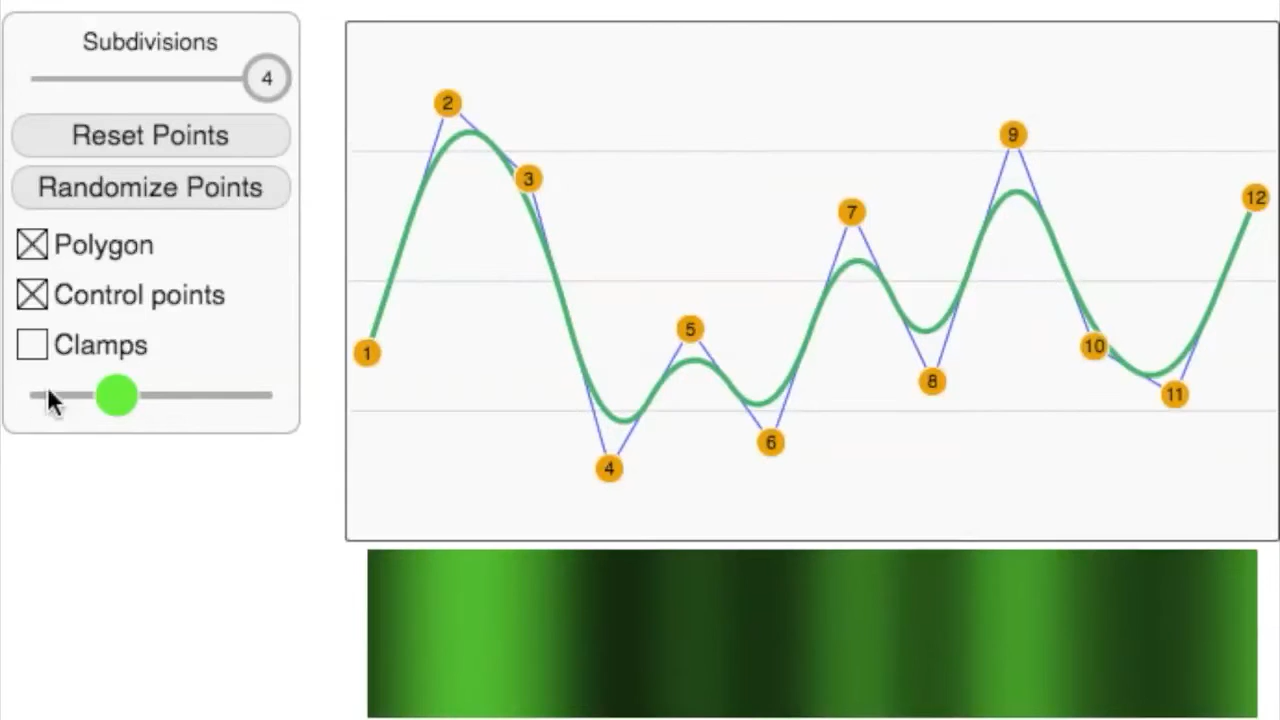 Subdivisions
4
Reset Points
Randomize Points
Polygon
Control points
Clamps
1
2
3
4
5
6
7
8
9
10
11
12